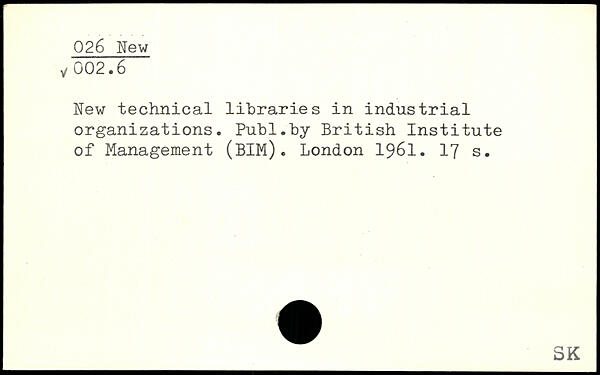 026 New
√002.6
New technical libraries in industrial
organizations. Publ.by British Institute
of Management (BIM). London 1961. 17 s.
SK